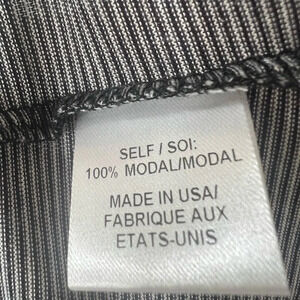 SELF / SOI:
100% MODAL/MODAL
MADE IN USA/
FABRIQUE AUX
ETATS-UNIS